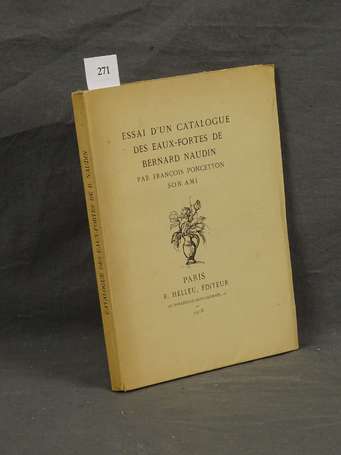 271
ESSAI D'UN CATALOGUE
DES EAUX-FORTES DE
BERNARD NAUDIN
PAR FRANÇOIS PONCETTON
SON AMI
PARIS
R. HELLEU, ÉDITEUR
1918
CATALOGUE DES EAUX-FORTES DE B. NAUDIN